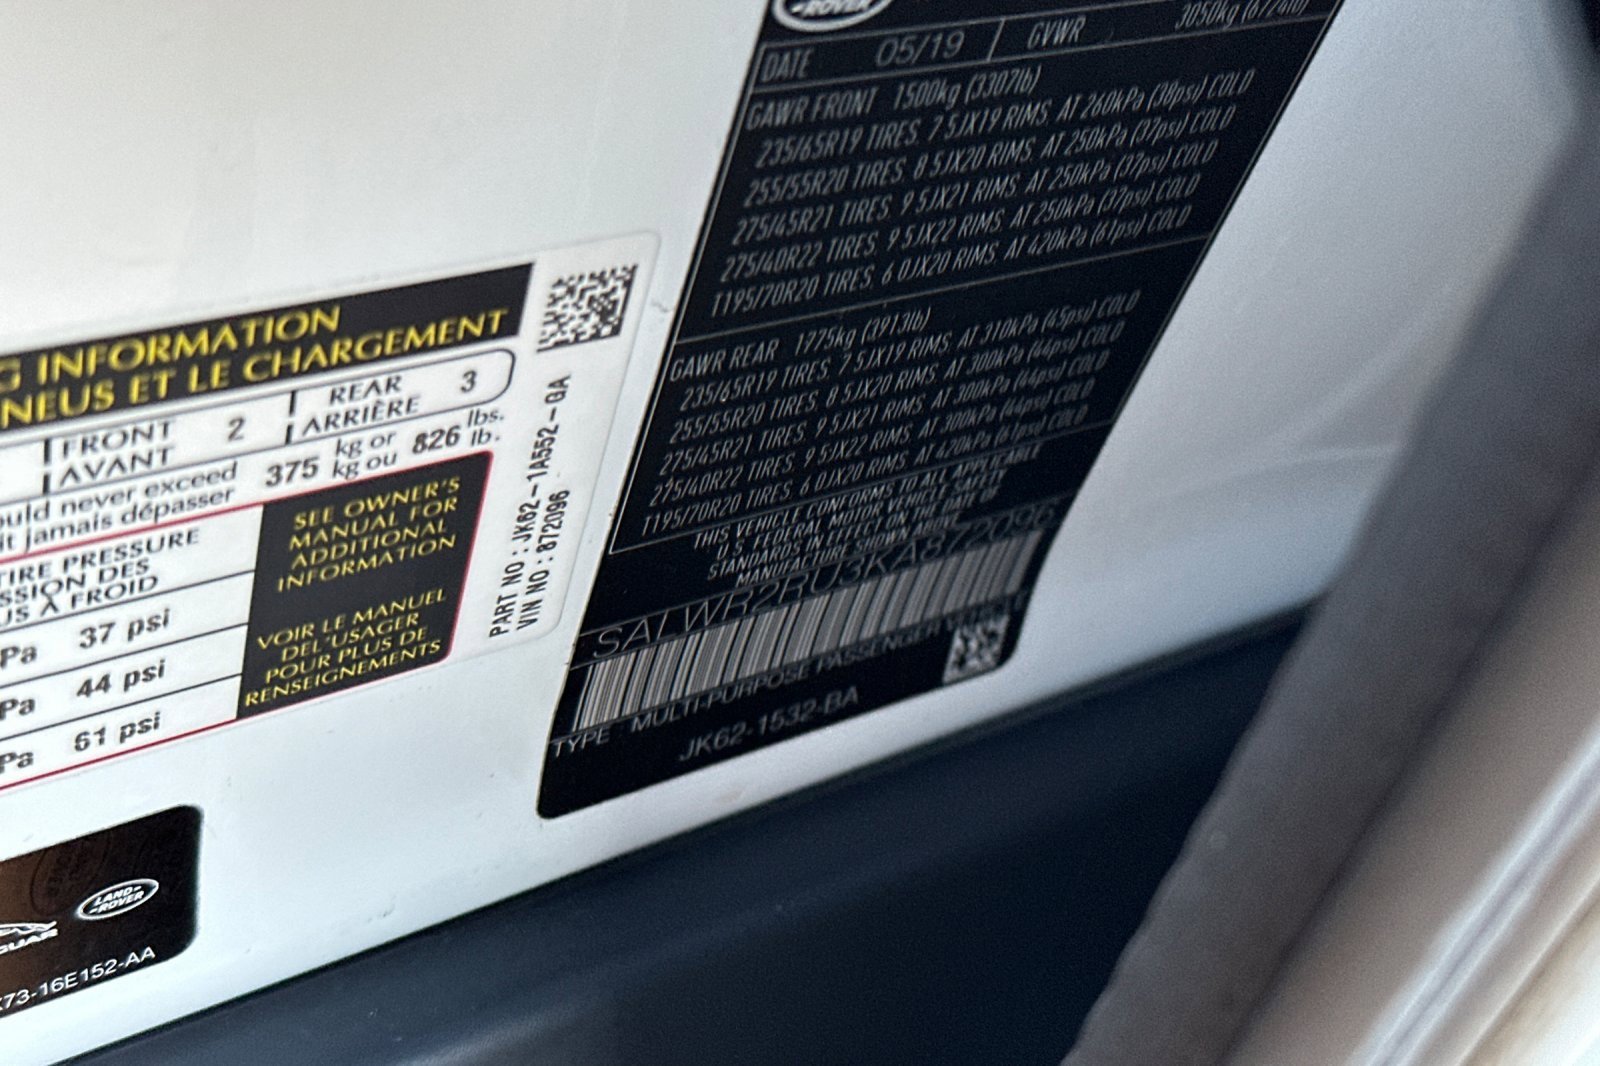 G INFORMATION
NEUS ET LE CHARGEMENT
FRONT
AVANT
2
REAR
ARRIÈRE
3
ould never exceed
it jamais dépasser
375
kg or
kg ou
826
lbs.
lb.
TIRE PRESSURE
SSION DES
US À FROID
Pa 37 psi
Pa 44 psi
Pa 61 psi
SEE OWNER'S
MANUAL FOR
ADDITIONAL
INFORMATION
VOIR LE MANUEL
DEL'USAGER
POUR PLUS DE
RENSEIGNEMENTS
PART NO : JK62-1A552-GA
VIN NO : 872096
-ROVER
DATE 05/19 GVWR 3050kg (6724lb)
GAWR FRONT 1500kg (3307lb)
235/65R19 TIRES, 7.5JX19 RIMS, AT 260kPa (38psi) COLD
255/55R20 TIRES, 8.5JX20 RIMS, AT 250kPa (37psi) COLD
275/45R21 TIRES, 9.5JX21 RIMS, AT 250kPa (37psi) COLD
275/40R22 TIRES, 9.5JX22 RIMS, AT 250kPa (37psi) COLD
T195/70R20 TIRES, 6.0JX20 RIMS, AT 420kPa (61psi) COLD
GAWR REAR 1775kg (3913lb)
235/65R19 TIRES, 7.5JX19 RIMS, AT 310kPa (45psi) COLD
255/55R20 TIRES, 8.5JX20 RIMS, AT 300kPa (44psi) COLD
275/45R21 TIRES, 9.5JX21 RIMS, AT 300kPa (44psi) COLD
275/40R22 TIRES, 9.5JX22 RIMS, AT 300kPa (44psi) COLD
T195/70R20 TIRES, 6.0JX20 RIMS, AT 420kPa (61psi) COLD
THIS VEHICLE CONFORMS TO ALL APPLICABLE
U.S. FEDERAL MOTOR VEHICLE SAFETY
STANDARDS IN EFFECT ON THE DATE OF
MANUFACTURE SHOWN ABOVE
SALWR2RU3KA872096
TYPE : MULTI-PURPOSE PASSENGER VEHICLE
JK62-1532-BA
LAND-
-ROVER
GUAR
X73-16E152-AA